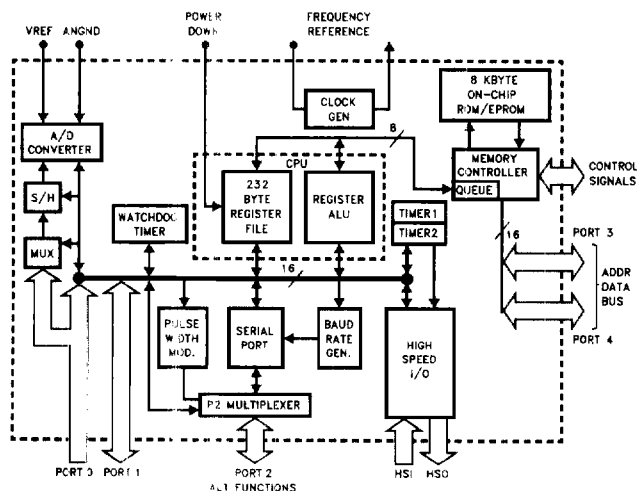 VREF ANGND
POWER DOWN
FREQUENCY REFERENCE
CLOCK GEN
8 KBYTE
ON-CHIP
ROM/EPROM
A/D
CONVERTER
S/H
MUX
WATCHDOG
TIMER
CPU
232
BYTE
REGISTER
FILE
REGISTER
ALU
8
MEMORY
CONTROLLER
QUEUE
CONTROL
SIGNALS
TIMER1
TIMER2
16
16
PORT 3
ADDR
DATA
BUS
PORT 4
PULSE
WIDTH
MOD.
SERIAL
PORT
BAUD
RATE
GEN.
HIGH
SPEED
I/O
P2 MULTIPLEXER
PORT 0
PORT 1
PORT 2
ALT FUNCTIONS
HSI
HSO